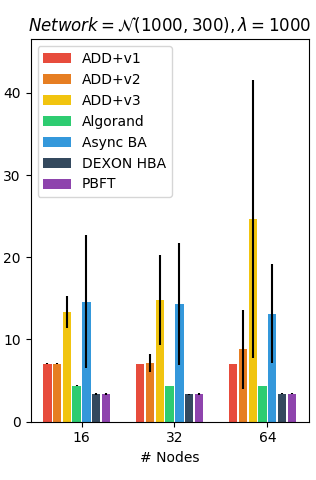 Network = 𝒩(1000, 300), λ = 1000
40
30
20
10
0
ADD+v1
ADD+v2
ADD+v3
Algorand
Async BA
DEXON HBA
PBFT
16 32 64
# Nodes